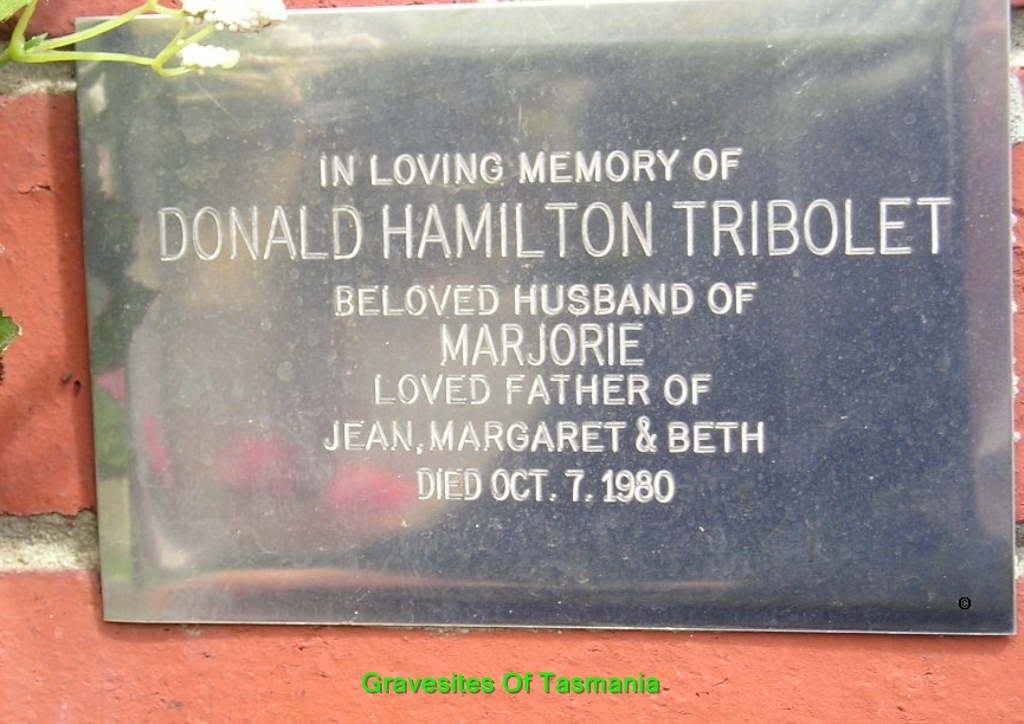 IN LOVING MEMORY OF
DONALD HAMILTON TRIBOLET
BELOVED HUSBAND OF
MARJORIE
LOVED FATHER OF
JEAN, MARGARET & BETH
DIED OCT. 7. 1980
©
Gravesites Of Tasmania